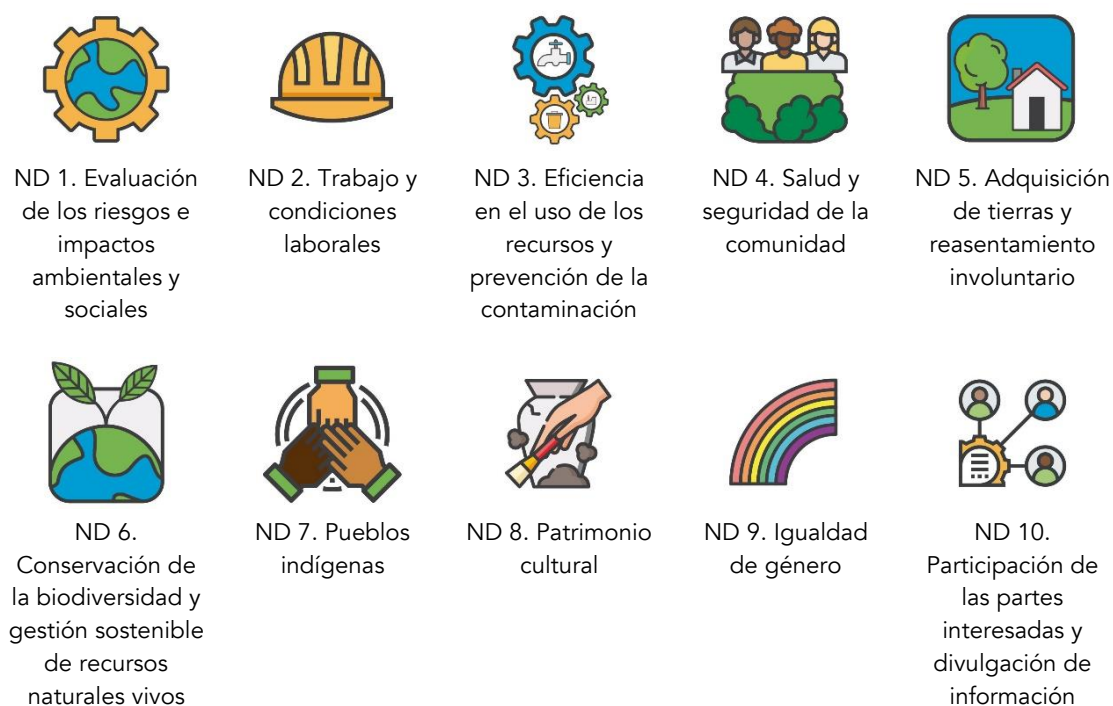 ND 1. Evaluación
de los riesgos e
impactos
ambientales y
sociales
ND 2. Trabajo y
condiciones
laborales
ND 3. Eficiencia
en el uso de los
recursos y
prevención de la
contaminación
ND 4. Salud y
seguridad de la
comunidad
ND 5. Adquisición
de tierras y
reasentamiento
involuntario
ND 6.
Conservación de
la biodiversidad y
gestión sostenible
de recursos
naturales vivos
ND 7. Pueblos
indígenas
ND 8. Patrimonio
cultural
ND 9. Igualdad
de género
ND 10.
Participación de
las partes
interesadas y
divulgación de
información